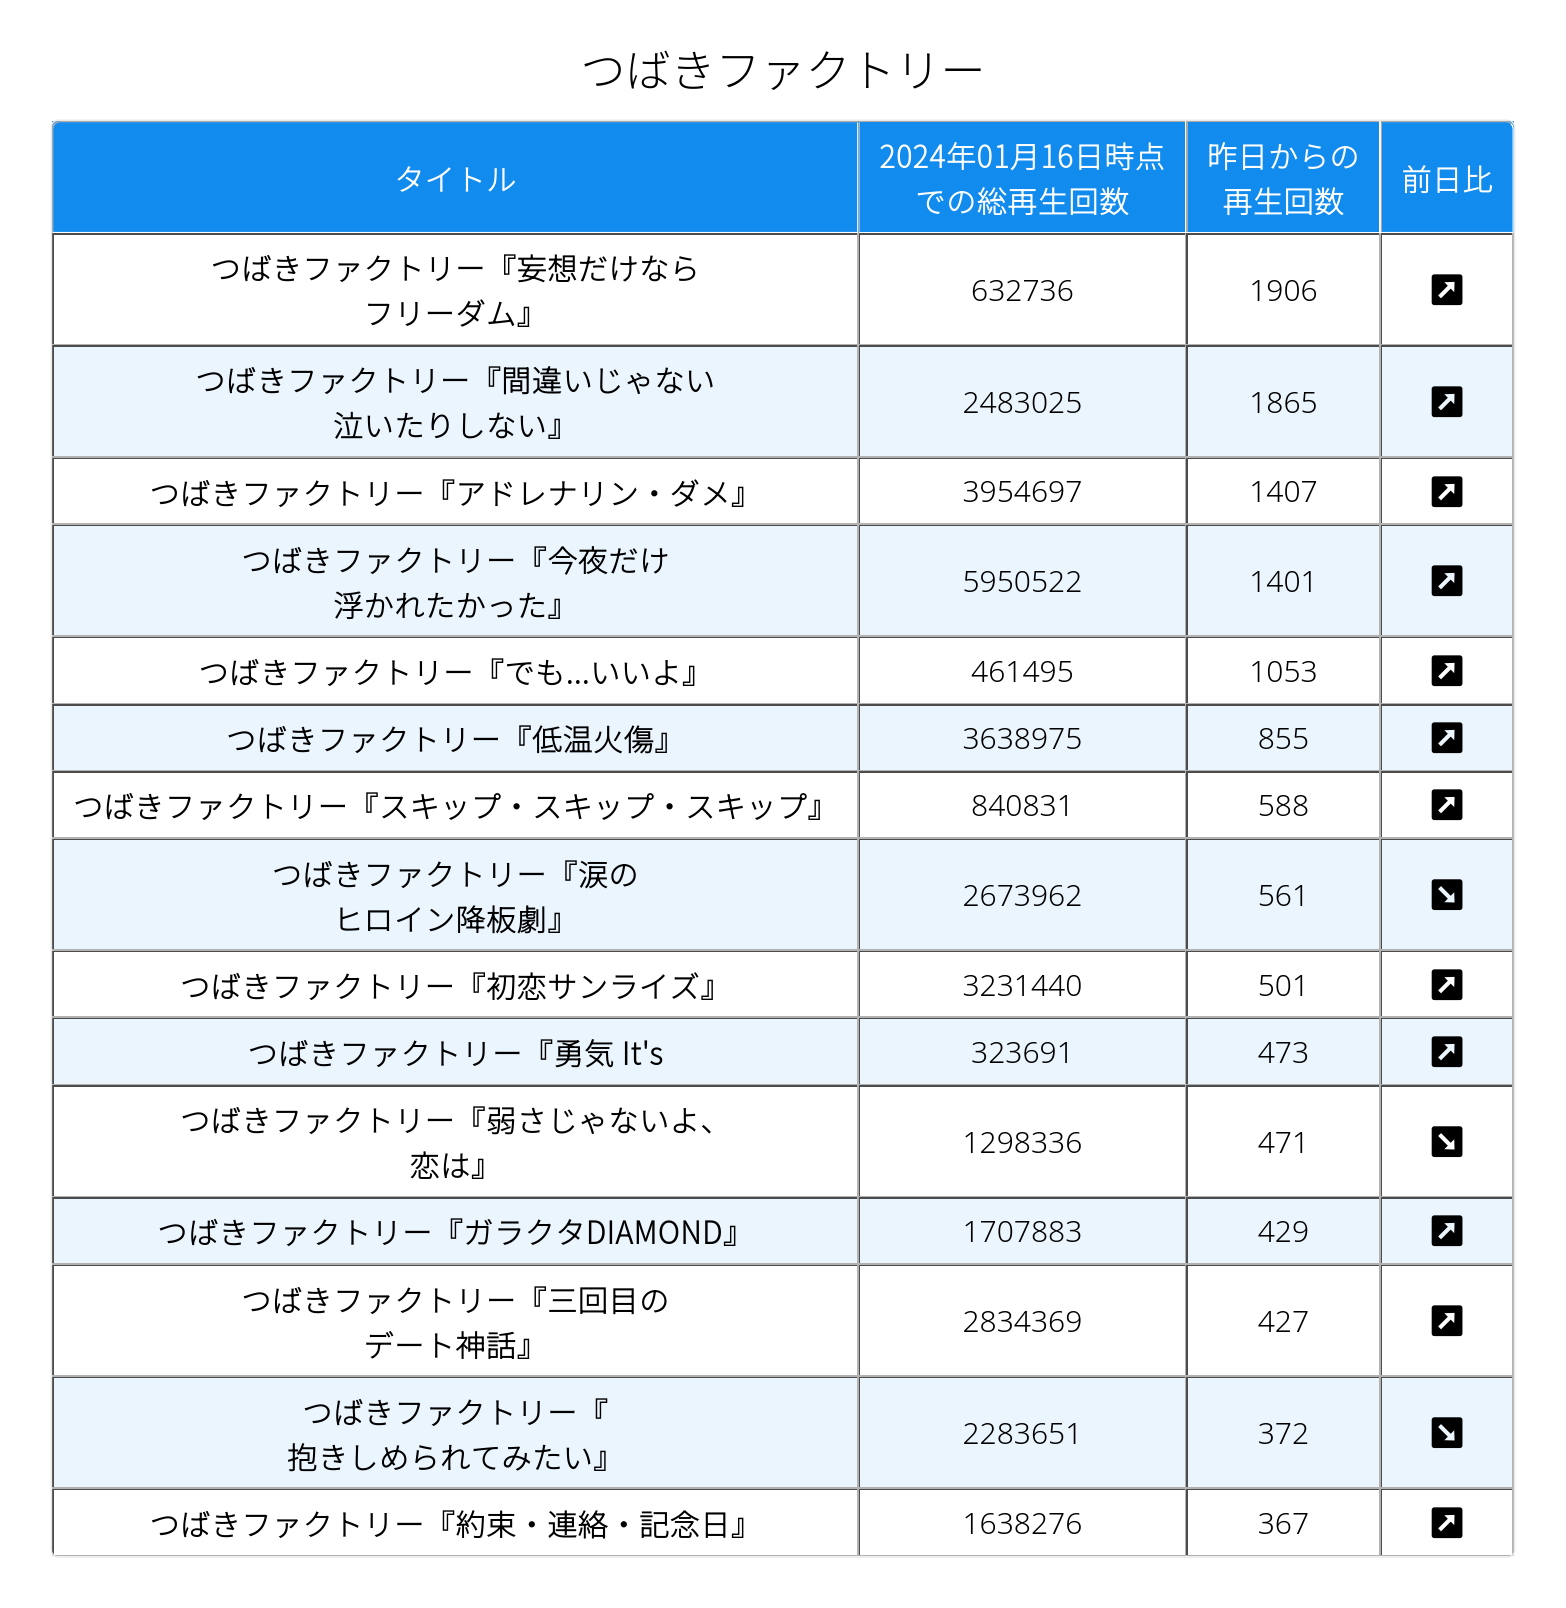 つばきファクトリー
タイトル
2024年01月16日時点
での総再生回数
昨日からの
再生回数
前日比
つばきファクトリー『妄想だけなら
フリーダム』
632736
1906
つばきファクトリー『間違いじゃない
泣いたりしない』
2483025
1865
つばきファクトリー『アドレナリン・ダメ』
3954697
1407
つばきファクトリー『今夜だけ
浮かれたかった』
5950522
1401
つばきファクトリー『でも...いいよ』
461495
1053
つばきファクトリー『低温火傷』
3638975
855
つばきファクトリー『スキップ・スキップ・スキップ』
840831
588
つばきファクトリー『涙の
ヒロイン降板劇』
2673962
561
つばきファクトリー『初恋サンライズ』
3231440
501
つばきファクトリー『勇気 It's
323691
473
つばきファクトリー『弱さじゃないよ、
恋は』
1298336
471
つばきファクトリー『ガラクタDIAMOND』
1707883
429
つばきファクトリー『三回目の
デート神話』
2834369
427
つばきファクトリー『
抱きしめられてみたい』
2283651
372
つばきファクトリー『約束・連絡・記念日』
1638276
367